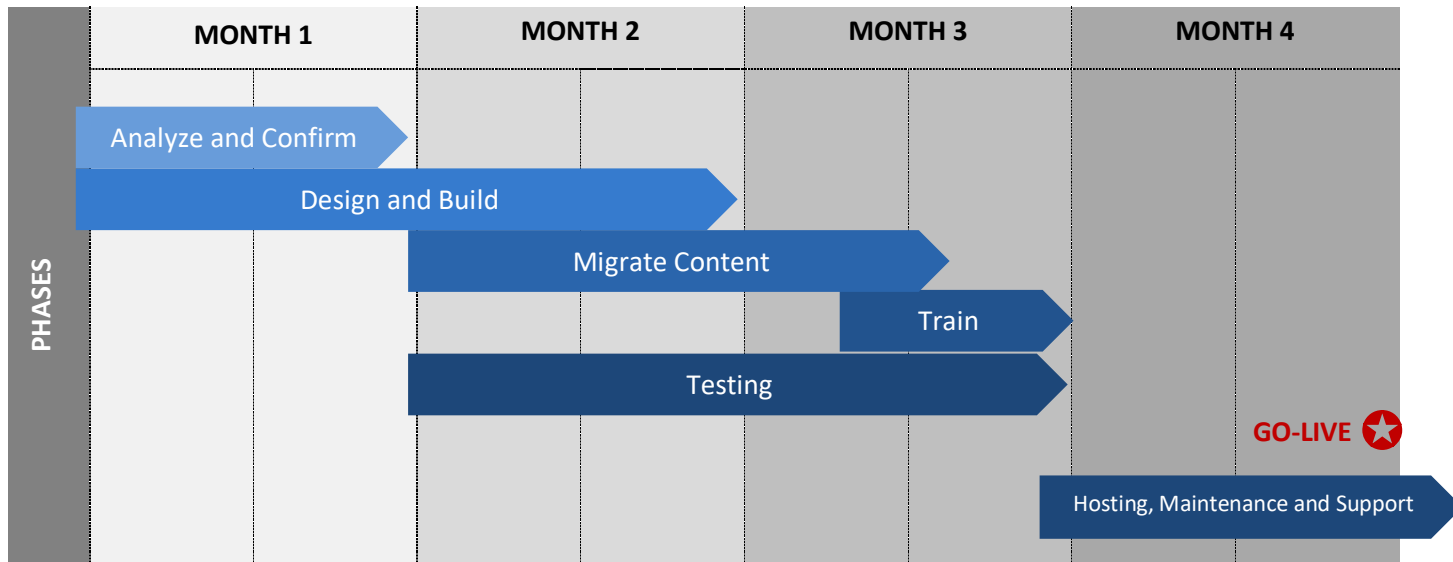 MONTH 1
MONTH 2
MONTH 3
MONTH 4
PHASES
Analyze and Confirm
Design and Build
Migrate Content
Train
Testing
GO-LIVE
Hosting, Maintenance and Support